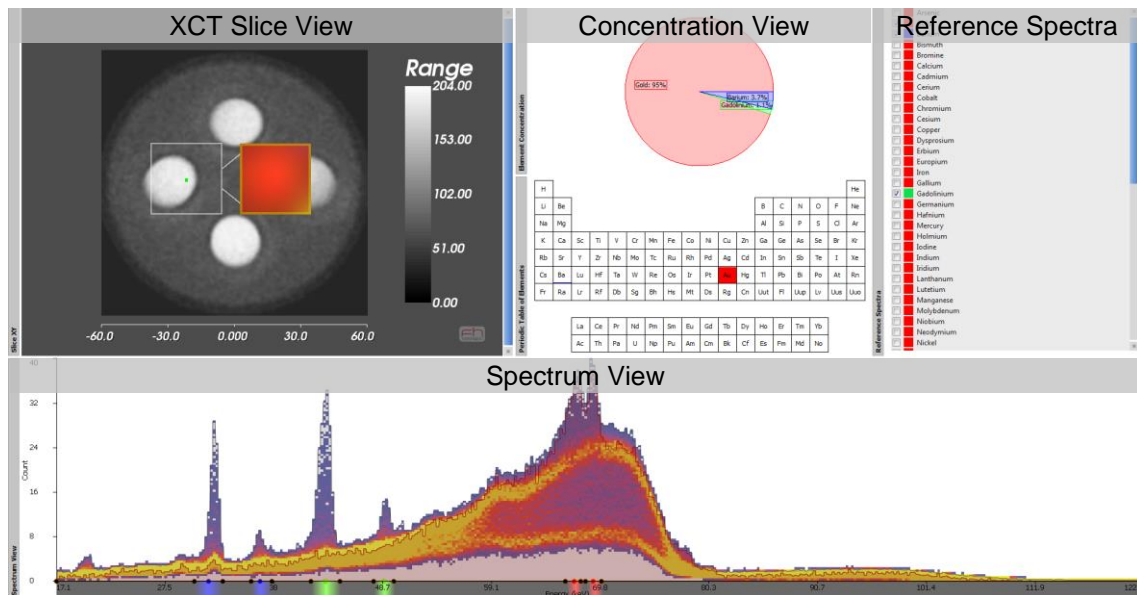 XCT Slice View
Concentration View
Reference Spectra
Range
204.00
153.00
102.00
51.00
0.00
-60.0 -30.0 0.000 30.0 60.0
Slice XY
Element Concentration
Gold: 95%
Barium: 3.7%
Gadolinium: 1.1%
Periodic Table of Elements
H He
Li Be B C N O F Ne
Na Mg Al Si P S Cl Ar
K Ca Sc Ti V Cr Mn Fe Co Ni Cu Zn Ga Ge As Se Br Kr
Rb Sr Y Zr Nb Mo Tc Ru Rh Pd Ag Cd In Sn Sb Te I Xe
Cs Ba Lu Hf Ta W Re Os Ir Pt Au Hg Tl Pb Bi Po At Rn
Fr Ra Lr Rf Db Sg Bh Hs Mt Ds Rg Cn Uut Fl Uup Lv Uus Uuo
La Ce Pr Nd Pm Sm Eu Gd Tb Dy Ho Er Tm Yb
Ac Th Pa U Np Pu Am Cm Bk Cf Es Fm Md No
Reference Spectra
Bismuth
Bromine
Calcium
Cadmium
Cerium
Cobalt
Chromium
Cesium
Copper
Dysprosium
Erbium
Europium
Iron
Gallium
Gadolinium
Germanium
Hafnium
Mercury
Holmium
Iodine
Indium
Iridium
Lanthanum
Lutetium
Manganese
Molybdenum
Niobium
Neodymium
Nickel
Spectrum View
Spectrum View
Count
40
32
24
16
8
0
17.1 27.5 38 48.7 59.1 69.8 80.3 90.7 101.4 111.9
Energy (keV)